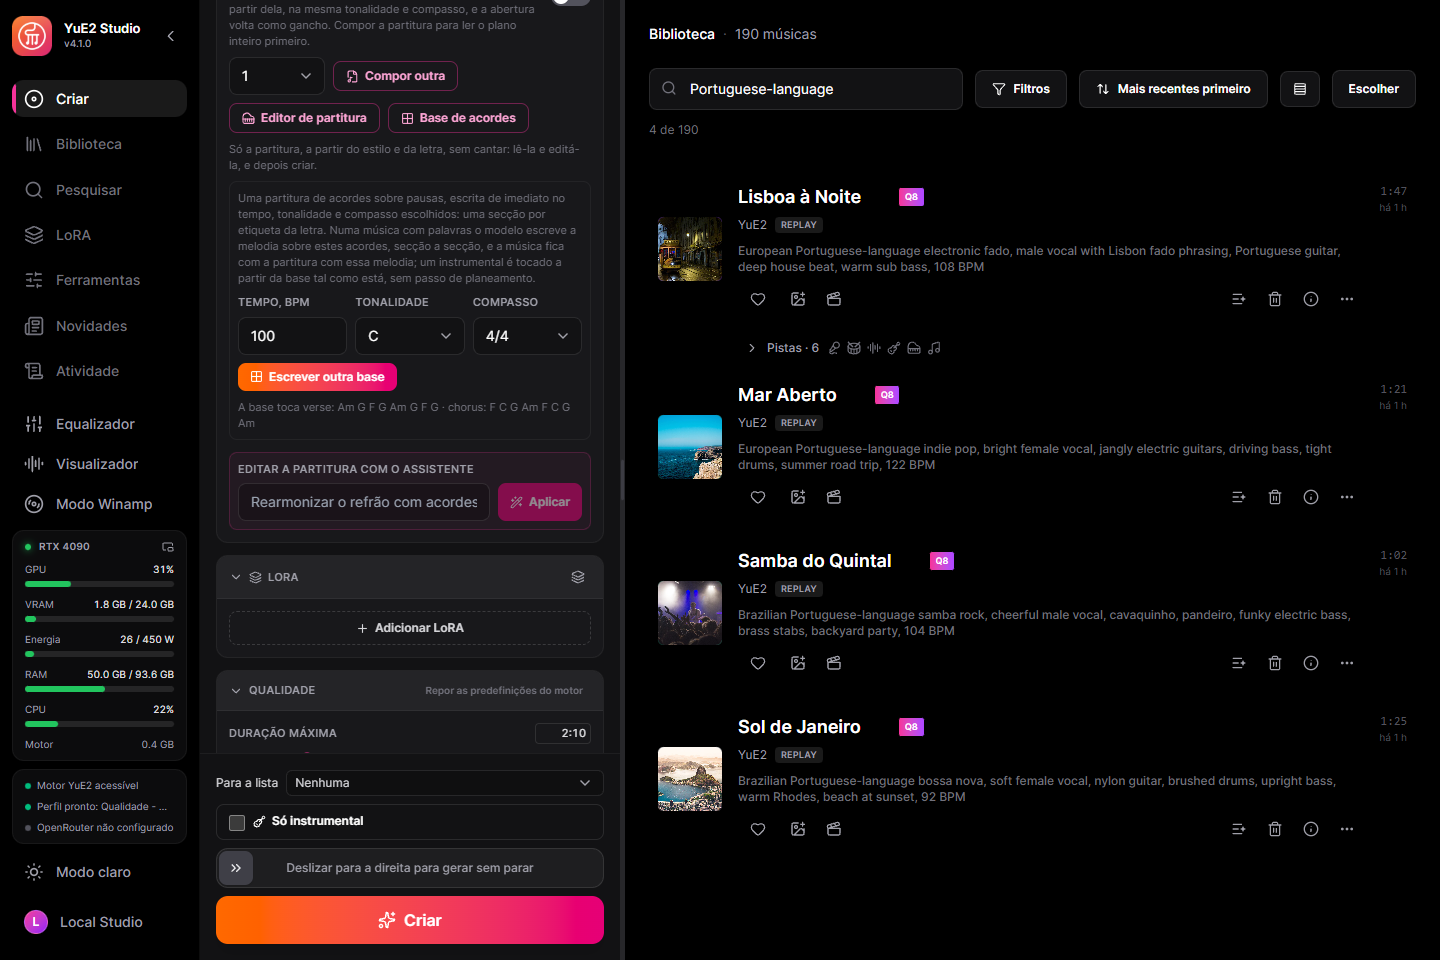 YuE2 Studio
v4.1.0
Criar
Biblioteca
Pesquisar
LoRA
Ferramentas
Novidades
Atividade
Equalizador
Visualizador
Modo Winamp
RTX 4090
GPU 31%
VRAM 1.8 GB / 24.0 GB
Energia 26 / 450 W
RAM 50.0 GB / 93.6 GB
CPU 22%
Motor 0.4 GB
Motor YuE2 acessível
Perfil pronto: Qualidade - ...
OpenRouter não configurado
Modo claro
L Local Studio
partir dela, na mesma tonalidade e compasso, e a abertura
volta como gancho. Compor a partitura para ler o plano
inteiro primeiro.
1 Compor outra
Editor de partitura Base de acordes
Só a partitura, a partir do estilo e da letra, sem cantar: lê-la e editá-
la, e depois criar.
Uma partitura de acordes sobre pausas, escrita de imediato no
tempo, tonalidade e compasso escolhidos: uma secção por
etiqueta da letra. Numa música com palavras o modelo escreve a
melodia sobre estes acordes, secção a secção, e a música fica
com a partitura com essa melodia; um instrumental é tocado a
partir da base tal como está, sem passo de planeamento.
TEMPO, BPM TONALIDADE COMPASSO
100 C 4/4
Escrever outra base
A base toca verse: Am G F G Am G F G · chorus: F C G Am F C G
Am
EDITAR A PARTITURA COM O ASSISTENTE
Rearmonizar o refrão com acordes Aplicar
LORA
Adicionar LoRA
QUALIDADE Repor as predefinições do motor
DURAÇÃO MÁXIMA 2:10
Para a lista Nenhuma
Só instrumental
Deslizar para a direita para gerar sem parar
Criar
Biblioteca · 190 músicas
Portuguese-language Filtros Mais recentes primeiro Escolher
4 de 190
Lisboa à Noite Q8 1:47
YuE2 REPLAY há 1 h
European Portuguese-language electronic fado, male vocal with Lisbon fado phrasing, Portuguese guitar,
deep house beat, warm sub bass, 108 BPM
Pistas · 6
Mar Aberto Q8 1:21
YuE2 REPLAY há 1 h
European Portuguese-language indie pop, bright female vocal, jangly electric guitars, driving bass, tight
drums, summer road trip, 122 BPM
Samba do Quintal Q8 1:02
YuE2 REPLAY há 1 h
Brazilian Portuguese-language samba rock, cheerful male vocal, cavaquinho, pandeiro, funky electric bass,
brass stabs, backyard party, 104 BPM
Sol de Janeiro Q8 1:25
YuE2 REPLAY há 1 h
Brazilian Portuguese-language bossa nova, soft female vocal, nylon guitar, brushed drums, upright bass,
warm Rhodes, beach at sunset, 92 BPM